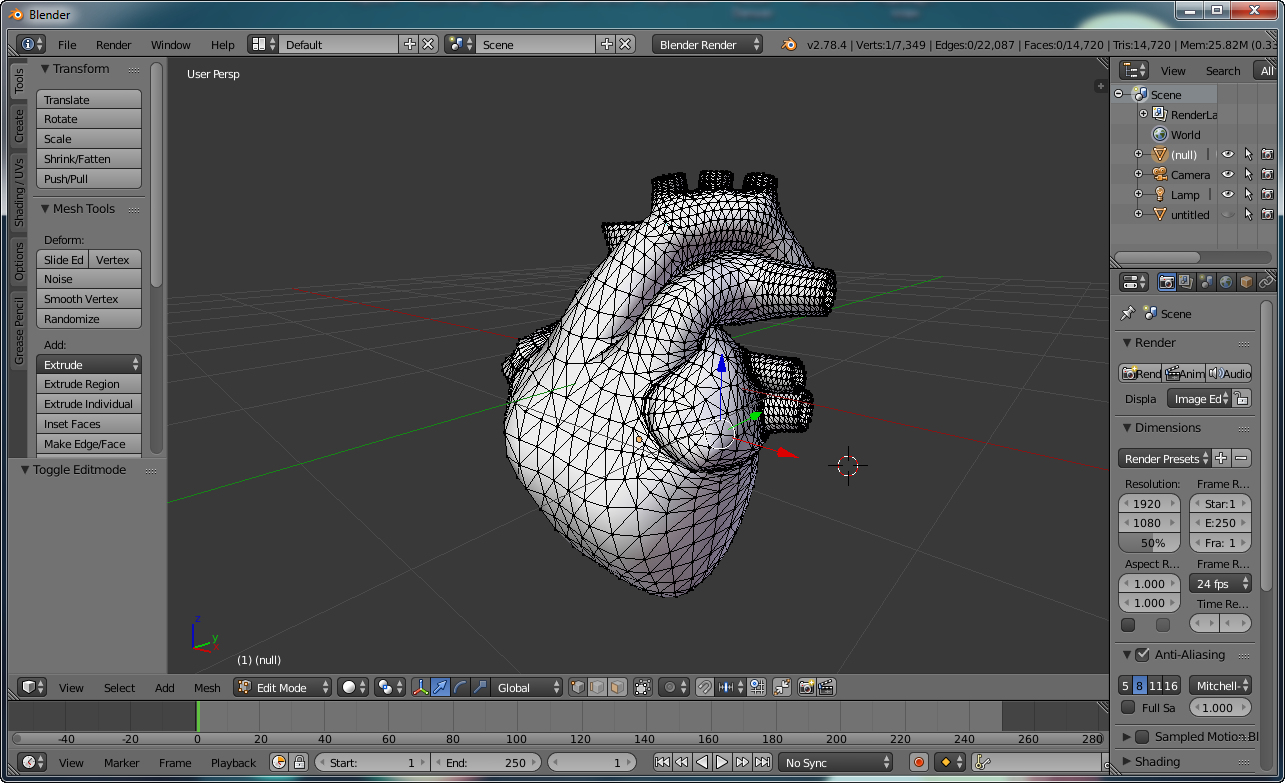 Blender
File Render Window Help Default Scene Blender Render v2.78.4 | Verts:1/7,349 | Edges:0/22,087 | Faces:0/14,720 | Tris:14,720 | Mem:25.82M (0.33
Tools
Create
Shading / UVs
Options
Grease Pencil
Transform
Translate
Rotate
Scale
Shrink/Fatten
Push/Pull
Mesh Tools
Deform:
Slide Ed Vertex
Noise
Smooth Vertex
Randomize
Add:
Extrude
Extrude Region
Extrude Individual
Inset Faces
Make Edge/Face
Toggle Editmode
User Persp
z
y
x
(1) (null)
View Select Add Mesh Edit Mode Global
View Search All
Scene
RenderLa
World
(null) |
Camera
Lamp |
untitled
Scene
Render
Rend Anim Audio
Displa Image Ed
Dimensions
Render Presets
Resolution: Frame R...
1920 Star:1
1080 E:250
50% Fra: 1
Aspect R... Frame R...
1.000 24 fps
1.000 Time Re...
Anti-Aliasing
5 8 11 16 Mitchell-
Full Sa 1.000
Sampled Motion Bl
Shading
-40 -20 0 20 40 60 80 100 120 140 160 180 200 220 240 260 280
View Marker Frame Playback Start: 1 End: 250 1 No Sync